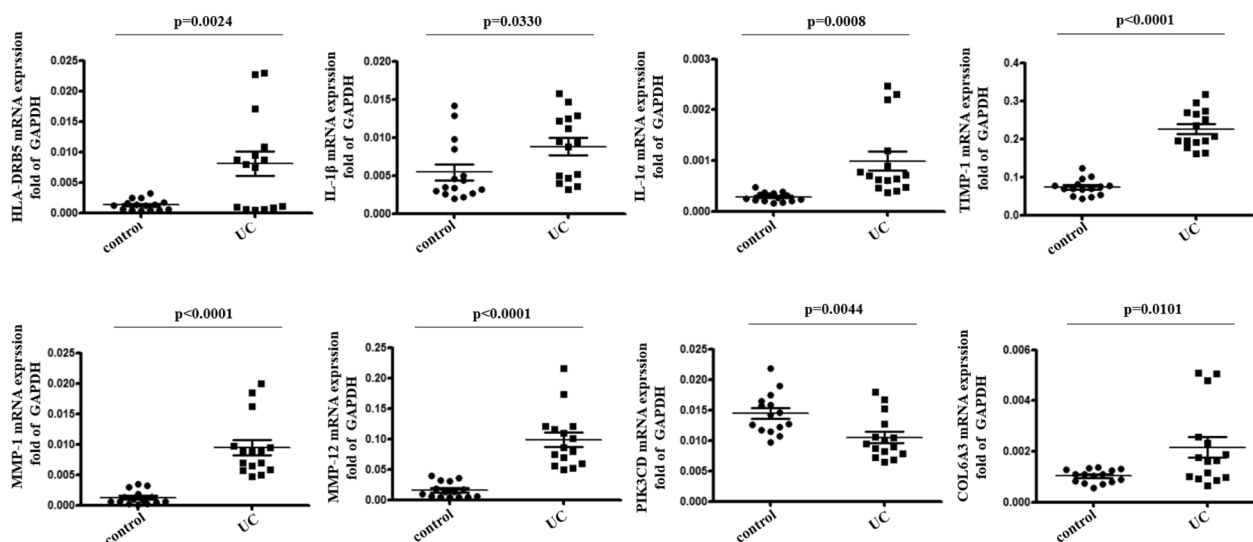 p=0.0024
HLA-DRB5 mRNA exprssion
fold of GAPDH
0.025
0.020
0.015
0.010
0.005
0.000
control
UC
p=0.0330
IL-1β mRNA exprssion
fold of GAPDH
0.020
0.015
0.010
0.005
0.000
control
UC
p=0.0008
IL-1α mRNA exprssion
fold of GAPDH
0.003
0.002
0.001
0.000
control
UC
p<0.0001
TIMP-1 mRNA exprssion
fold of GAPDH
0.4
0.3
0.2
0.1
0.0
control
UC
p<0.0001
MMP-1 mRNA exprssion
fold of GAPDH
0.025
0.020
0.015
0.010
0.005
0.000
control
UC
p<0.0001
MMP-12 mRNA exprssion
fold of GAPDH
0.25
0.20
0.15
0.10
0.05
0.00
control
UC
p=0.0044
PIK3CD mRNA exprssion
fold of GAPDH
0.025
0.020
0.015
0.010
0.005
0.000
control
UC
p=0.0101
COL6A3 mRNA exprssion
fold of GAPDH
0.006
0.004
0.002
0.000
control
UC